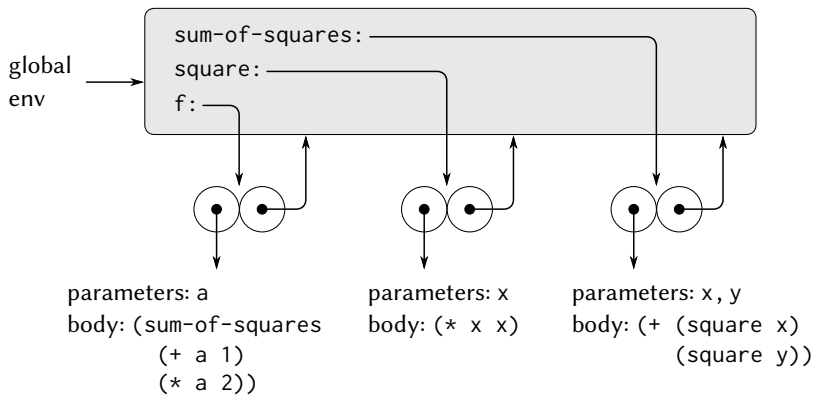 sum-of-squares:
global
env
square:
f:
parameters: a
body: (sum-of-squares
(+ a 1)
(* a 2))
parameters: x
body: (* x x)
parameters: x, y
body: (+ (square x)
(square y))